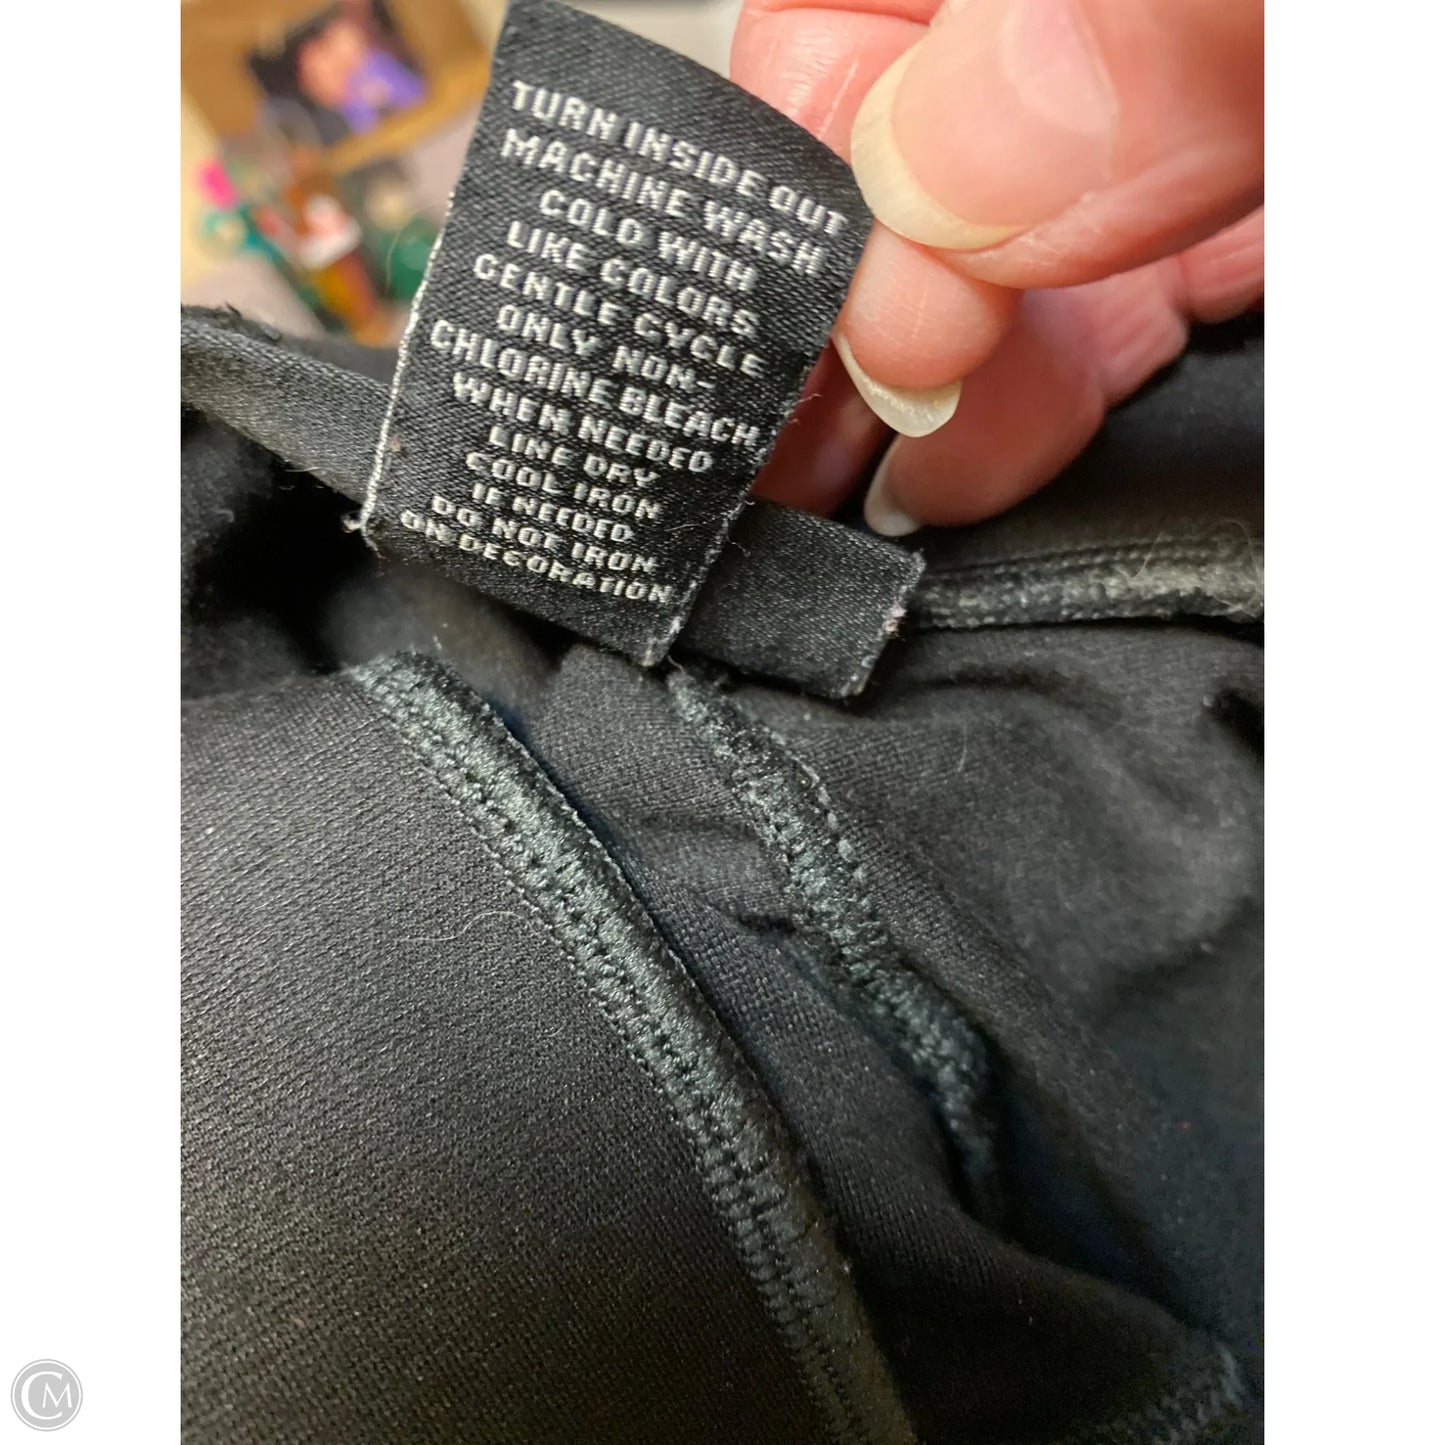 TURN INSIDE OUT
MACHINE WASH
COLD WITH
LIKE COLORS
GENTLE CYCLE
ONLY NON-
CHLORINE BLEACH
WHEN NEEDED
LINE DRY
COOL IRON
IF NEEDED
DO NOT IRON
ON DECORATION
CM